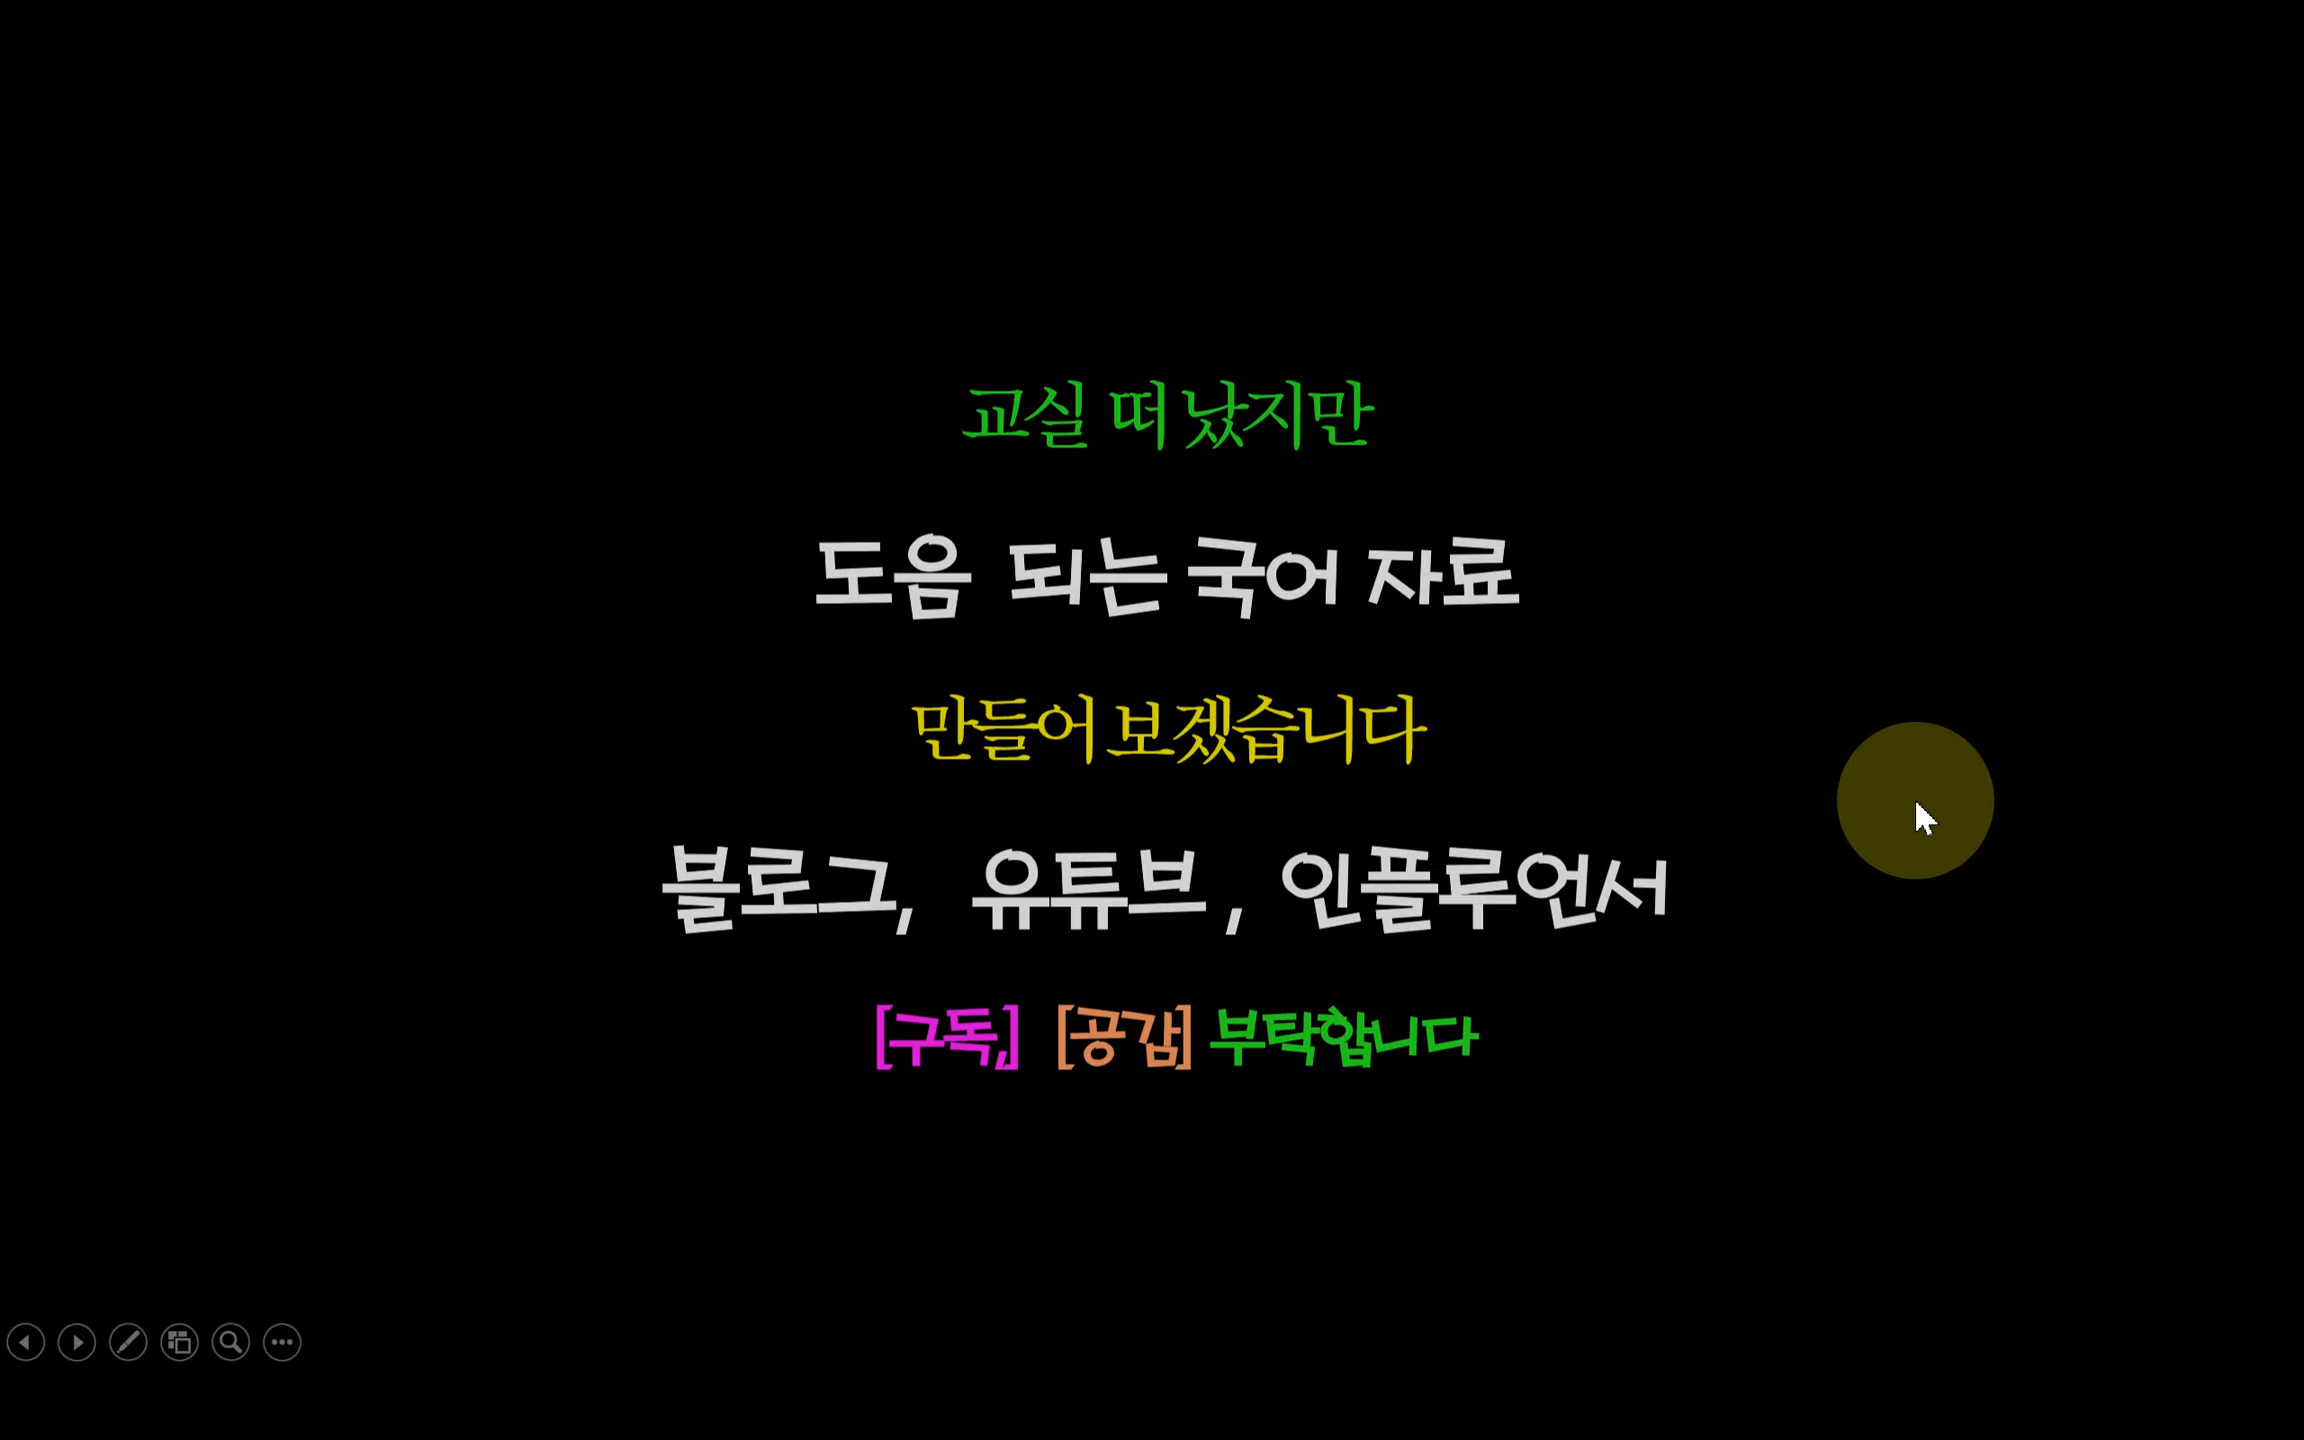 교실 떠났지만
도움 되는 국어 자료
만들어 보겠습니다
블로그, 유튜브, 인플루언서
[구독,] [공감] 부탁합니다